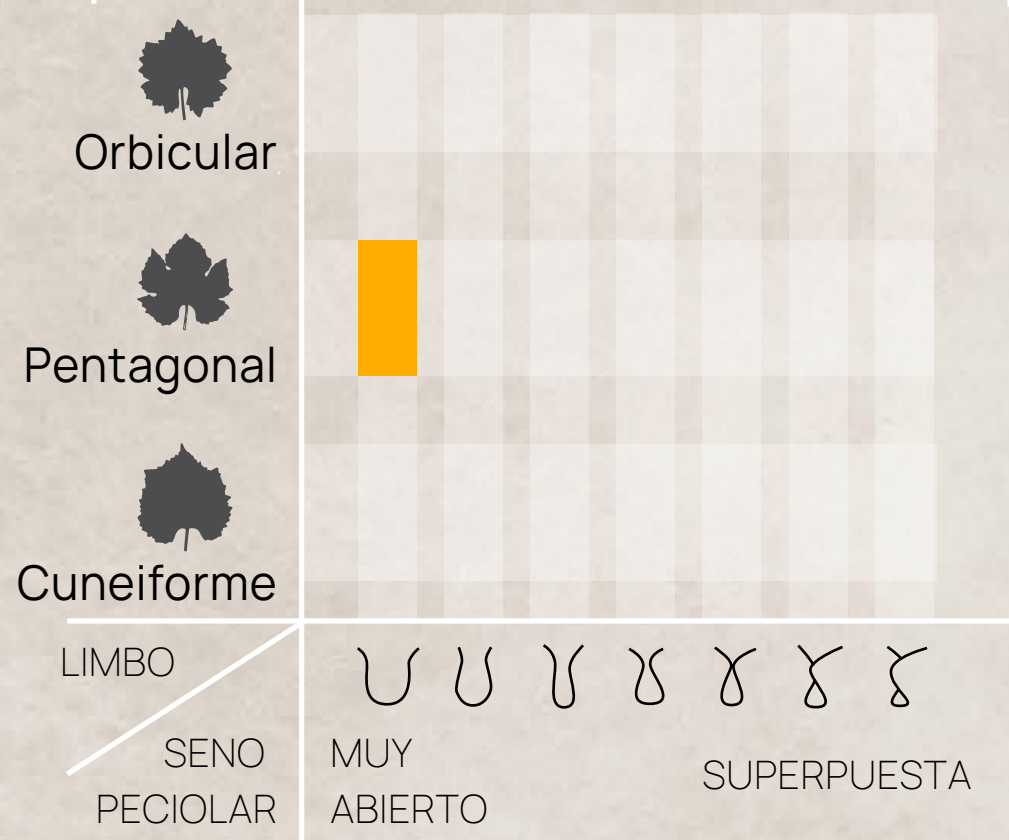 Orbicular
Pentagonal
Cuneiforme
LIMBO
SENO
PECIOLAR
MUY
ABIERTO
SUPERPUESTA